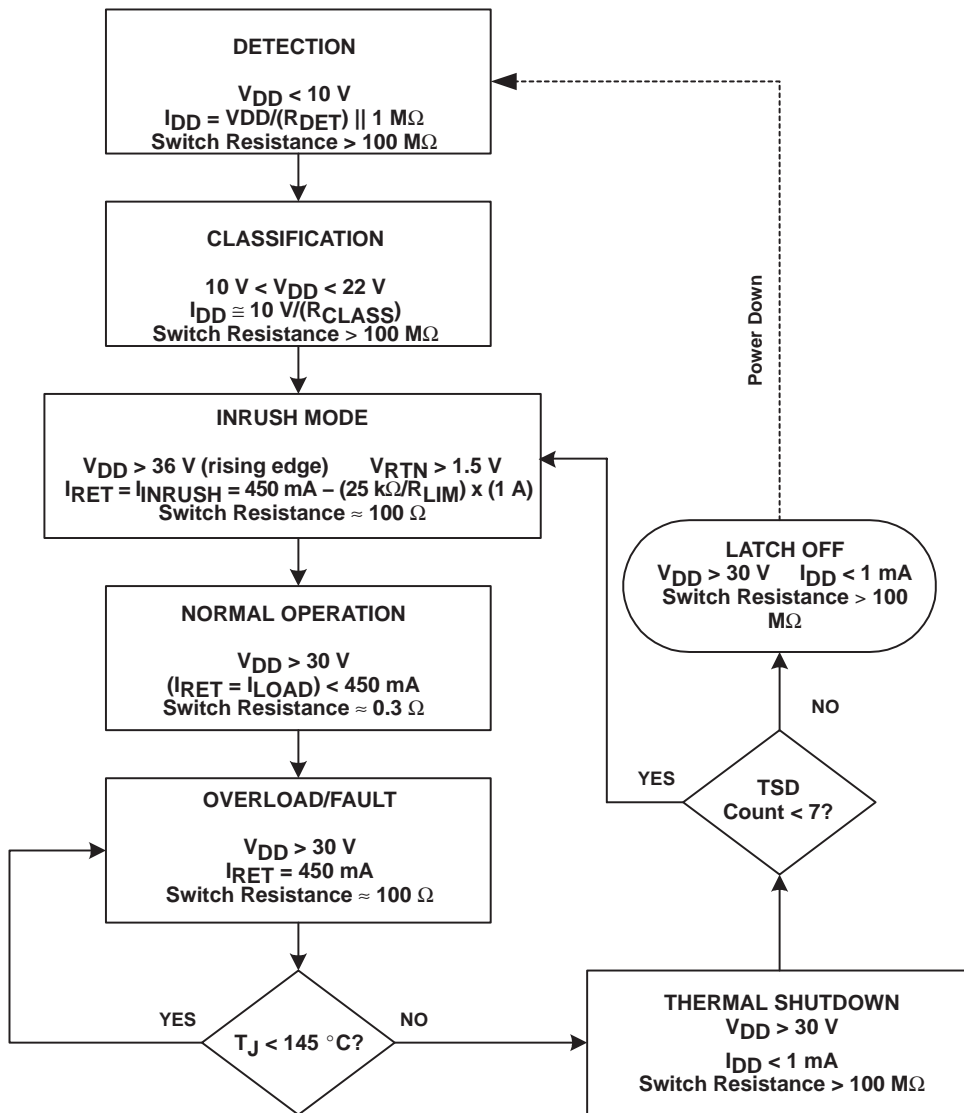 DETECTION
VDD < 10 V
IDD = VDD/(RDET) || 1 MΩ
Switch Resistance > 100 MΩ
CLASSIFICATION
10 V < VDD < 22 V
IDD ≅ 10 V/(RCLASS)
Switch Resistance > 100 MΩ
INRUSH MODE
VDD > 36 V (rising edge) VRTN > 1.5 V
IRET = IINRUSH = 450 mA – (25 kΩ/RLIM) x (1 A)
Switch Resistance ≈ 100 Ω
NORMAL OPERATION
VDD > 30 V
(IRET = ILOAD) < 450 mA
Switch Resistance ≈ 0.3 Ω
OVERLOAD/FAULT
VDD > 30 V
IRET = 450 mA
Switch Resistance ≈ 100 Ω
YES
TJ < 145 °C?
NO
THERMAL SHUTDOWN
VDD > 30 V
IDD < 1 mA
Switch Resistance > 100 MΩ
TSD
Count < 7?
YES
NO
LATCH OFF
VDD > 30 V IDD < 1 mA
Switch Resistance > 100
MΩ
Power Down